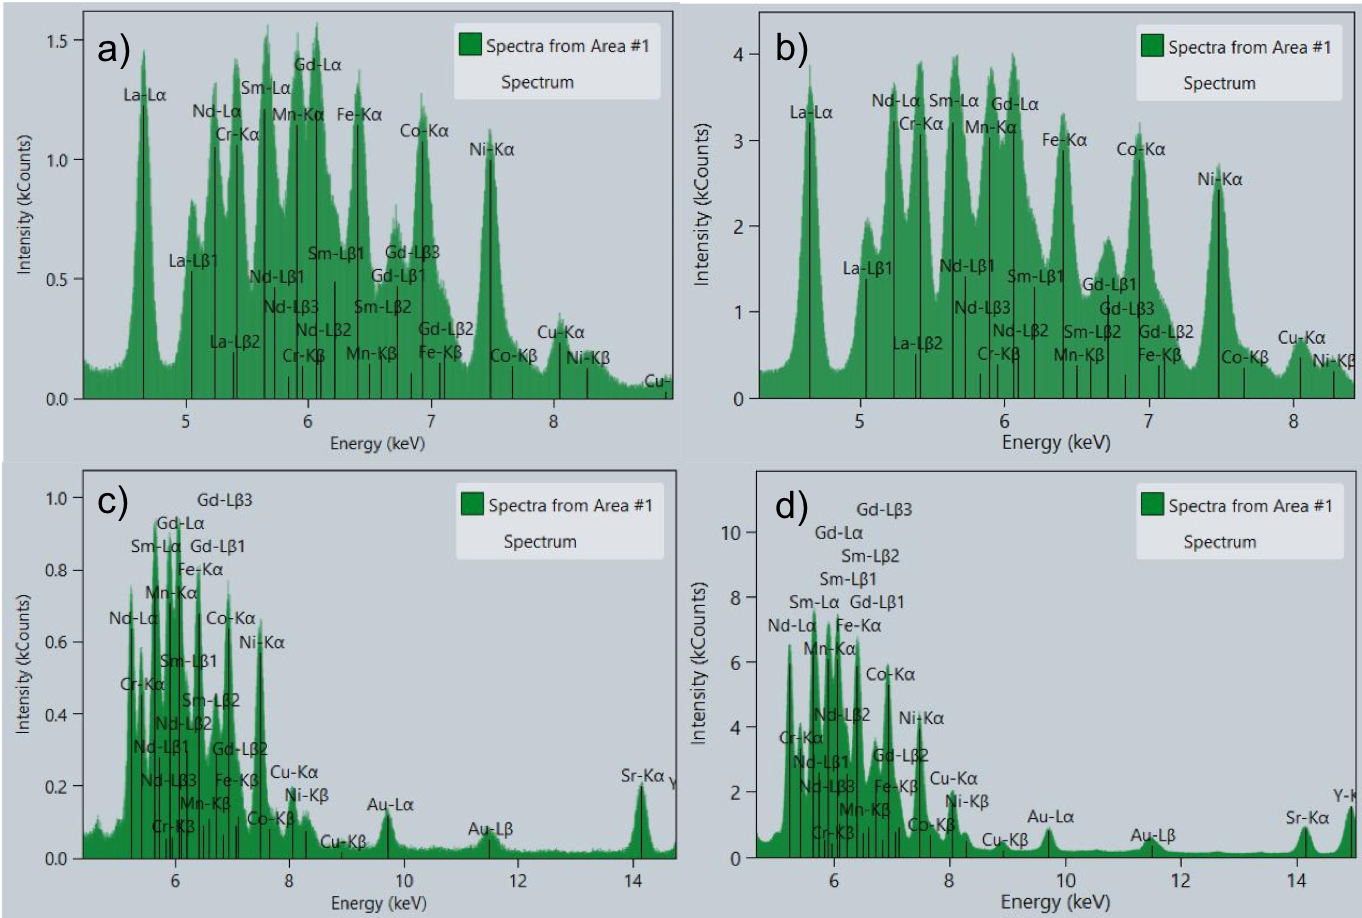 a)
Spectra from Area #1
Spectrum
Intensity (kCounts)
1.5
1.0
0.5
0.0
La-Lα
Nd-Lα
Cr-Kα
Sm-Lα
Gd-Lα
Mn-Kα
Fe-Kα
Co-Kα
Ni-Kα
La-Lβ1
Sm-Lβ1
Gd-Lβ3
Nd-Lβ1
Gd-Lβ1
Nd-Lβ3
Sm-Lβ2
La-Lβ2
Nd-Lβ2
Gd-Lβ2
Cu-Kα
Cr-Kβ
Mn-Kβ
Fe-Kβ
Co-Kβ
Ni-Kβ
Cu-
5 6 7 8
Energy (keV)
b)
Spectra from Area #1
Spectrum
Intensity (kCounts)
4
3
2
1
0
La-Lα
Nd-Lα
Cr-Kα
Sm-Lα
Gd-Lα
Mn-Kα
Fe-Kα
Co-Kα
Ni-Kα
La-Lβ1
Nd-Lβ1
Sm-Lβ1
Gd-Lβ1
Nd-Lβ3
Gd-Lβ3
La-Lβ2
Nd-Lβ2
Sm-Lβ2
Gd-Lβ2
Cu-Kα
Cr-Kβ
Mn-Kβ
Fe-Kβ
Co-Kβ
Ni-Kβ
5 6 7 8
Energy (keV)
c)
Spectra from Area #1
Spectrum
Intensity (kCounts)
1.0
0.8
0.6
0.4
0.2
0.0
Gd-Lβ3
Gd-Lα
Sm-Lα
Gd-Lβ1
Fe-Kα
Mn-Kα
Nd-Lα
Co-Kα
Ni-Kα
Sm-Lβ1
Cr-Kα
Sm-Lβ2
Nd-Lβ2
Nd-Lβ1
Gd-Lβ2
Nd-Lβ3
Fe-Kβ
Cu-Kα
Ni-Kβ
Mn-Kβ
Cr-Kβ
Co-Kβ
Cu-Kβ
Au-Lα
Au-Lβ
Sr-Kα
Y
6 8 10 12 14
Energy (keV)
d)
Spectra from Area #1
Spectrum
Intensity (kCounts)
10
8
6
4
2
0
Gd-Lβ3
Gd-Lα
Sm-Lβ2
Sm-Lβ1
Sm-Lα
Gd-Lβ1
Nd-Lα
Fe-Kα
Mn-Kα
Co-Kα
Nd-Lβ2
Ni-Kα
Cr-Kα
Nd-Lβ1
Gd-Lβ2
Nd-Lβ3
Fe-Kβ
Cu-Kα
Ni-Kβ
Mn-Kβ
Cr-Kβ
Co-Kβ
Cu-Kβ
Au-Lα
Au-Lβ
Sr-Kα
Y-K
6 8 10 12 14
Energy (keV)